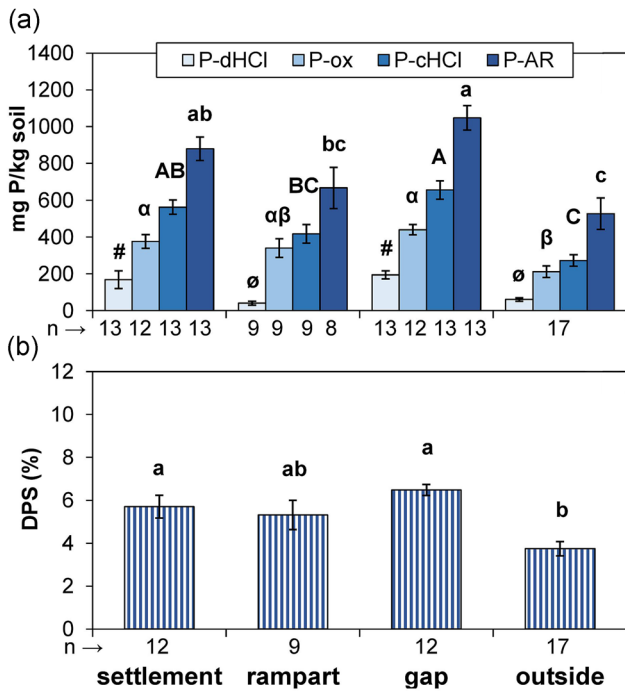 (a)
1400
1200
1000
800
600
400
200
0
mg P/kg soil
P-dHCl P-ox P-cHCl P-AR
# α AB ab
ø αβ BC bc
# α A a
ø β C c
n → 13 12 13 13 9 9 9 8 13 12 13 13 17
(b)
12
10
8
6
4
2
0
DPS (%)
a ab a b
n → 12 9 12 17
settlement rampart gap outside